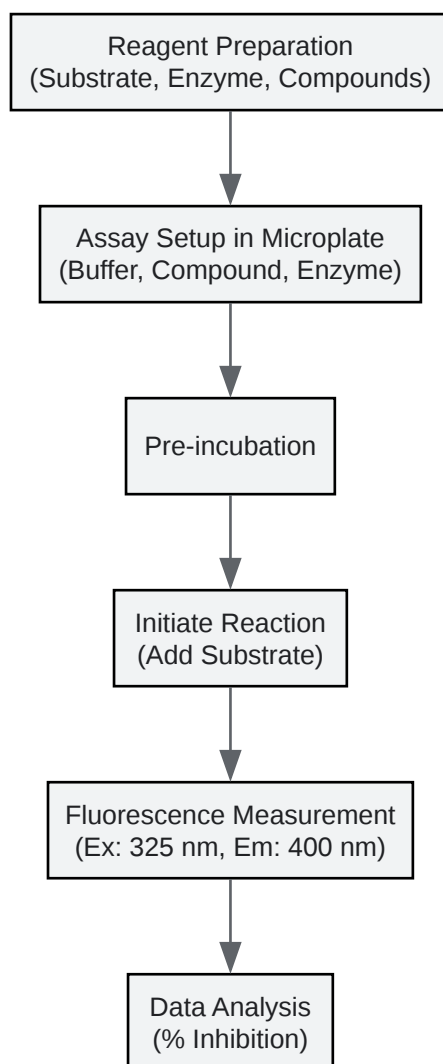 Reagent Preparation
(Substrate, Enzyme, Compounds)
Assay Setup in Microplate
(Buffer, Compound, Enzyme)
Pre-incubation
Initiate Reaction
(Add Substrate)
Fluorescence Measurement
(Ex: 325 nm, Em: 400 nm)
Data Analysis
(% Inhibition)